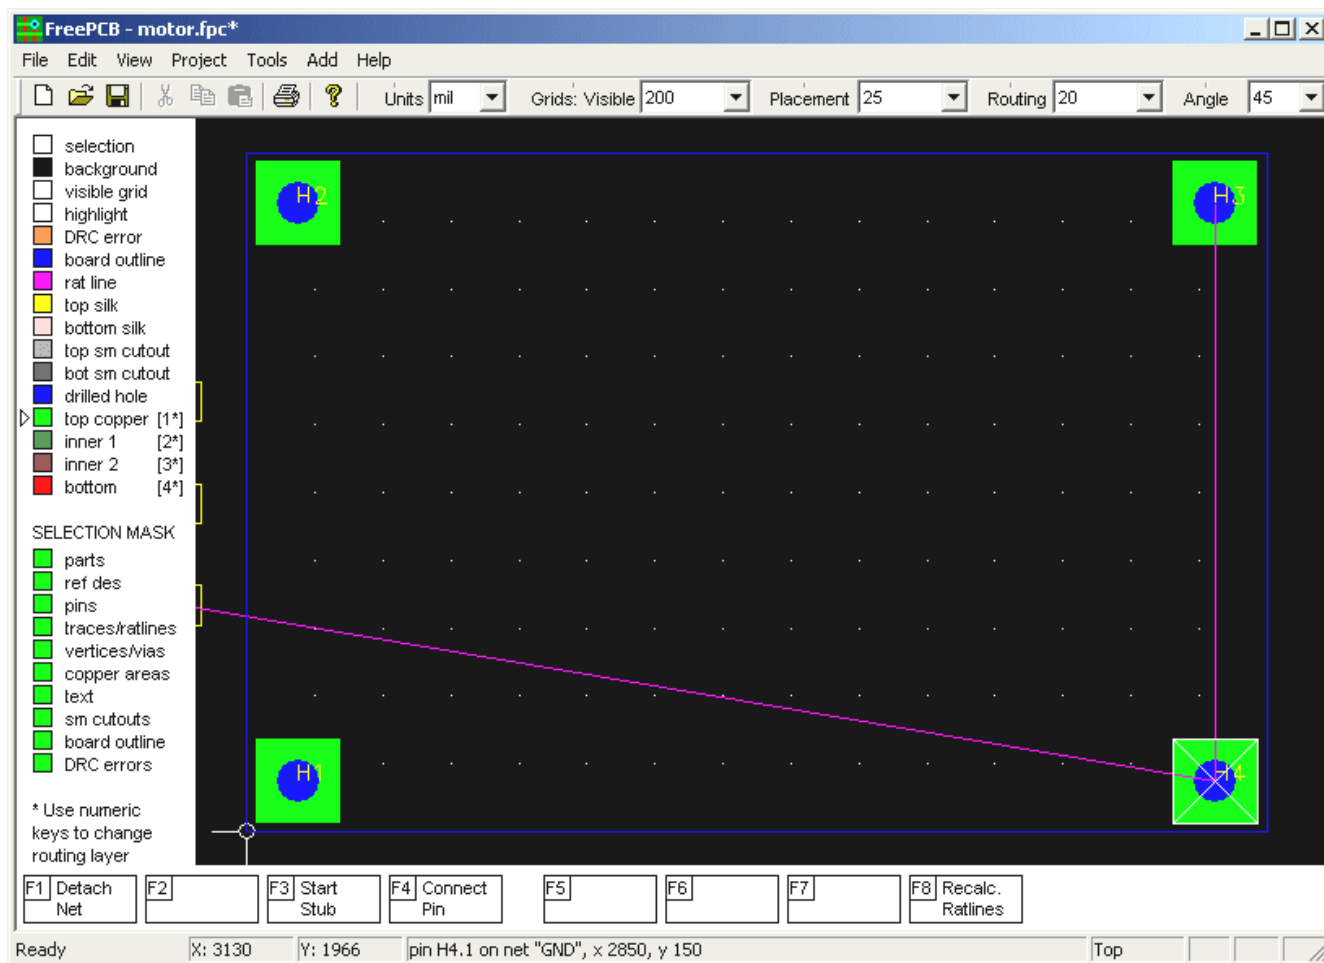 FreePCB - motor.fpc*
File Edit View Project Tools Add Help
Units mil Grids: Visible 200 Placement 25 Routing 20 Angle 45
selection
background
visible grid
highlight
DRC error
board outline
rat line
top silk
bottom silk
top sm cutout
bot sm cutout
drilled hole
top copper [1*]
inner 1 [2*]
inner 2 [3*]
bottom [4*]
SELECTION MASK
parts
ref des
pins
traces/ratlines
vertices/vias
copper areas
text
sm cutouts
board outline
DRC errors
* Use numeric
keys to change
routing layer
H2
H3
H1
H4
F1 Detach Net
F2
F3 Start Stub
F4 Connect Pin
F5
F6
F7
F8 Recalc. Ratlines
Ready X: 3130 Y: 1966 pin H4.1 on net "GND", x 2850, y 150 Top